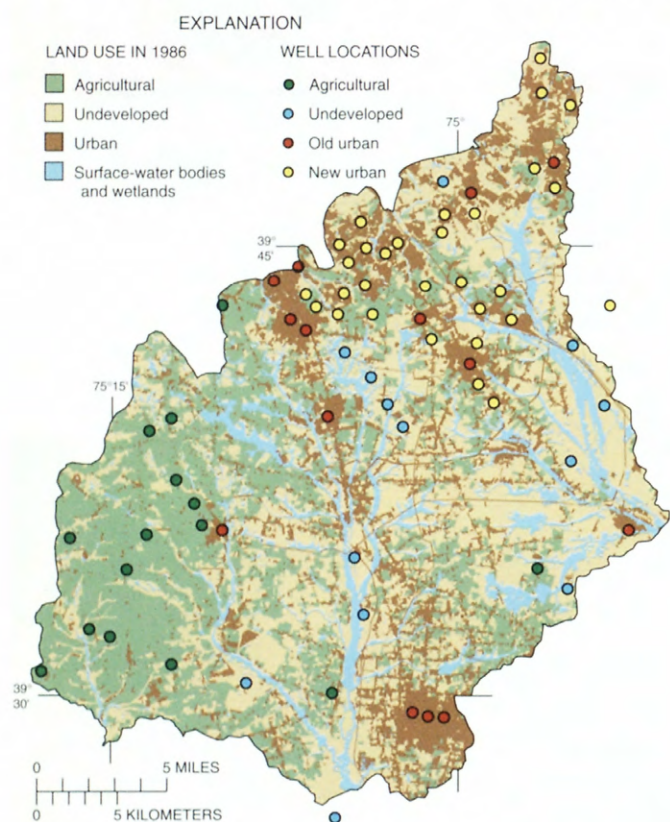 EXPLANATION
LAND USE IN 1986
Agricultural
Undeveloped
Urban
Surface-water bodies
and wetlands
WELL LOCATIONS
Agricultural
Undeveloped
Old urban
New urban
75°
39°
45'
75°15'
39°
30'
0 5 MILES
0 5 KILOMETERS